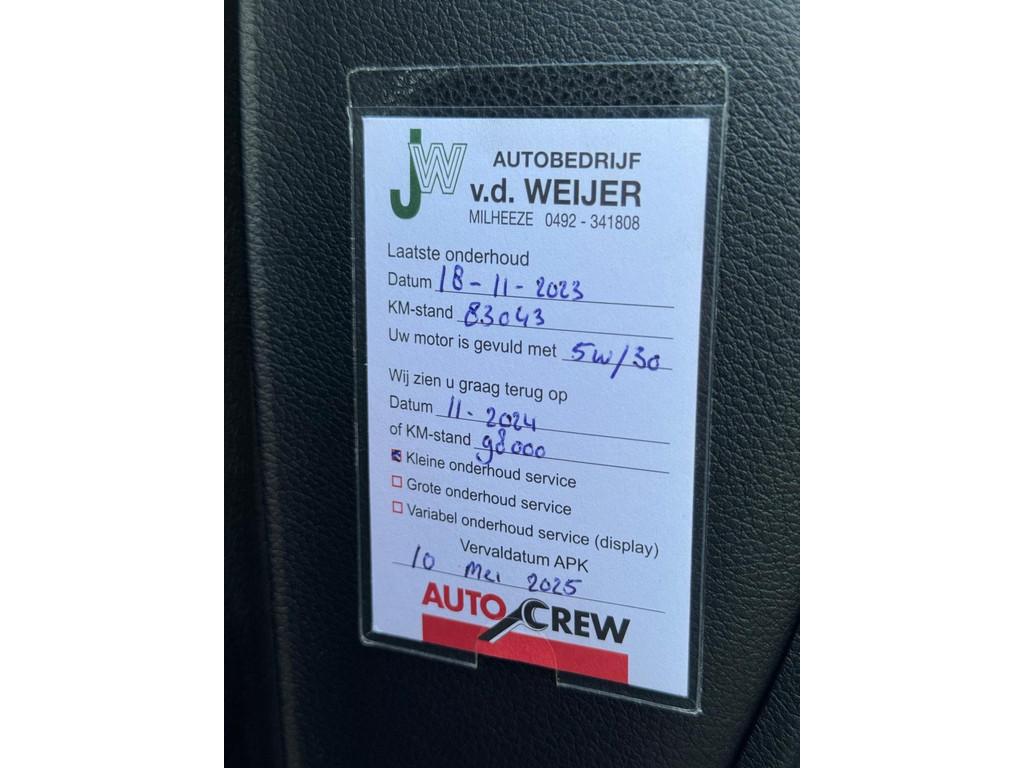 JW
AUTOBEDRIJF
v.d. WEIJER
MILHEEZE 0492 - 341808
Laatste onderhoud
Datum 18-11-2023
KM-stand 83043
Uw motor is gevuld met 5w/30
Wij zien u graag terug op
Datum 11-2024
of KM-stand 98000
Kleine onderhoud service
Grote onderhoud service
Variabel onderhoud service (display)
Vervaldatum APK
10 Mei 2025
AUTO CREW